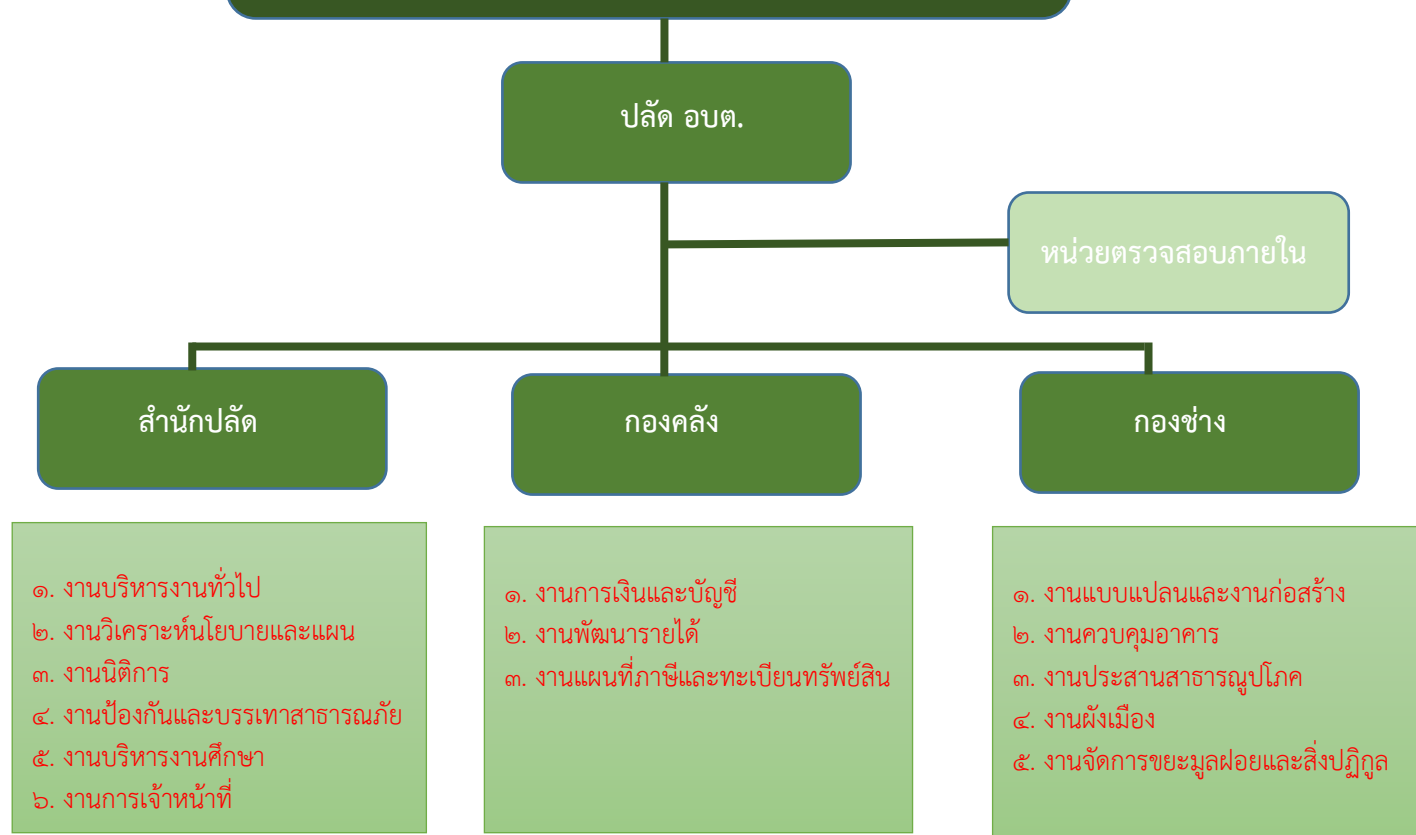 ปลัด อบต.
หน่วยตรวจสอบภายใน
สำนักปลัด
กองคลัง
กองช่าง
๑. งานบริหารงานทั่วไป
๒. งานวิเคราะห์นโยบายและแผน
๓. งานนิติการ
๔. งานป้องกันและบรรเทาสาธารณภัย
๕. งานบริหารงานศึกษา
๖. งานการเจ้าหน้าที่
๑. งานการเงินและบัญชี
๒. งานพัฒนารายได้
๓. งานแผนที่ภาษีและทะเบียนทรัพย์สิน
๑. งานแบบแปลนและงานก่อสร้าง
๒. งานควบคุมอาคาร
๓. งานประสานสาธารณูปโภค
๔. งานผังเมือง
๕. งานจัดการขยะมูลฝอยและสิ่งปฏิกูล